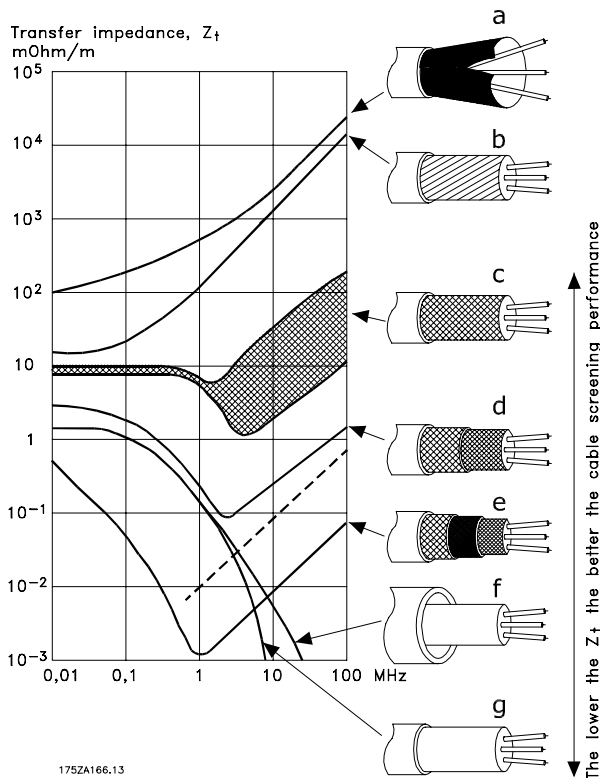 Transfer impedance, Zt
mOhm/m
10⁵
10⁴
10³
10²
10
1
10⁻¹
10⁻²
10⁻³
0,01 0,1 1 10 100 MHz
a
b
c
d
e
f
g
The lower the Zt the better the cable screening performance
175ZA166.13